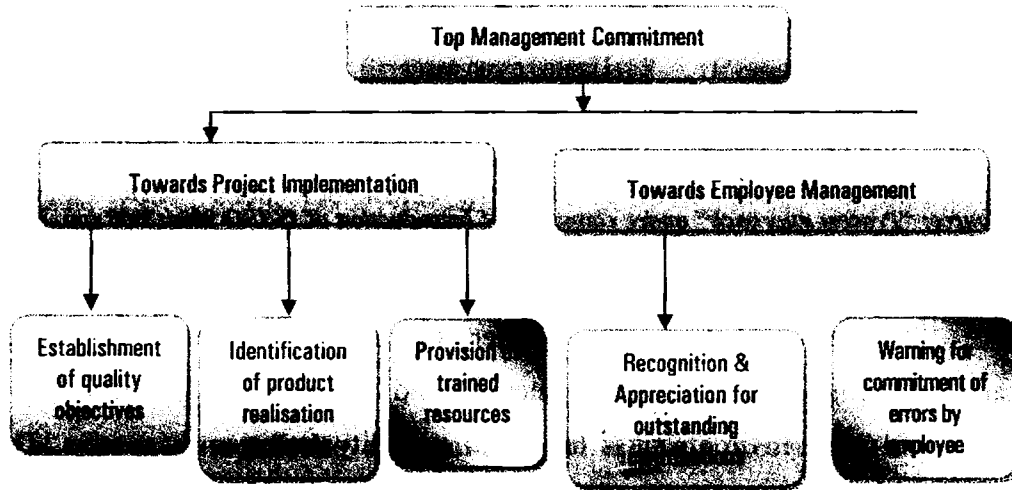 Top Management Commitment
Towards Project Implementation
Towards Employee Management
Establishment
of quality
objectives
Identification
of product
realisation
Provision
trained
resources
Recognition &
Appreciation for
outstanding
Warning for
commitment of
errors by
employee